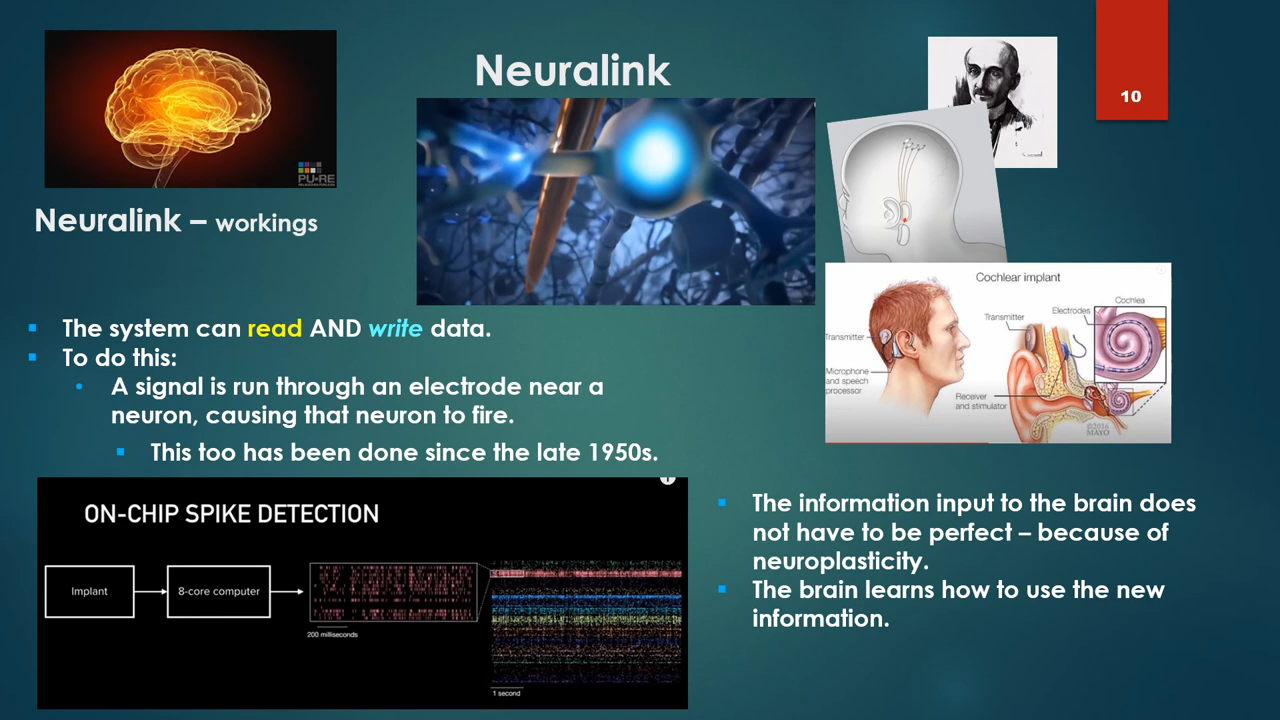 Neuralink
10
PU-RE
Neuralink – workings
The system can read AND write data.
To do this:
A signal is run through an electrode near a
neuron, causing that neuron to fire.
This too has been done since the late 1950s.
Cochlear implant
Transmitter
Microphone
and speech
processor
Transmitter
Electrodes
Cochlea
Receiver
and stimulator
©2016
MAYO
ON-CHIP SPIKE DETECTION
Implant
8-core computer
200 milliseconds
1 second
The information input to the brain does
not have to be perfect – because of
neuroplasticity.
The brain learns how to use the new
information.